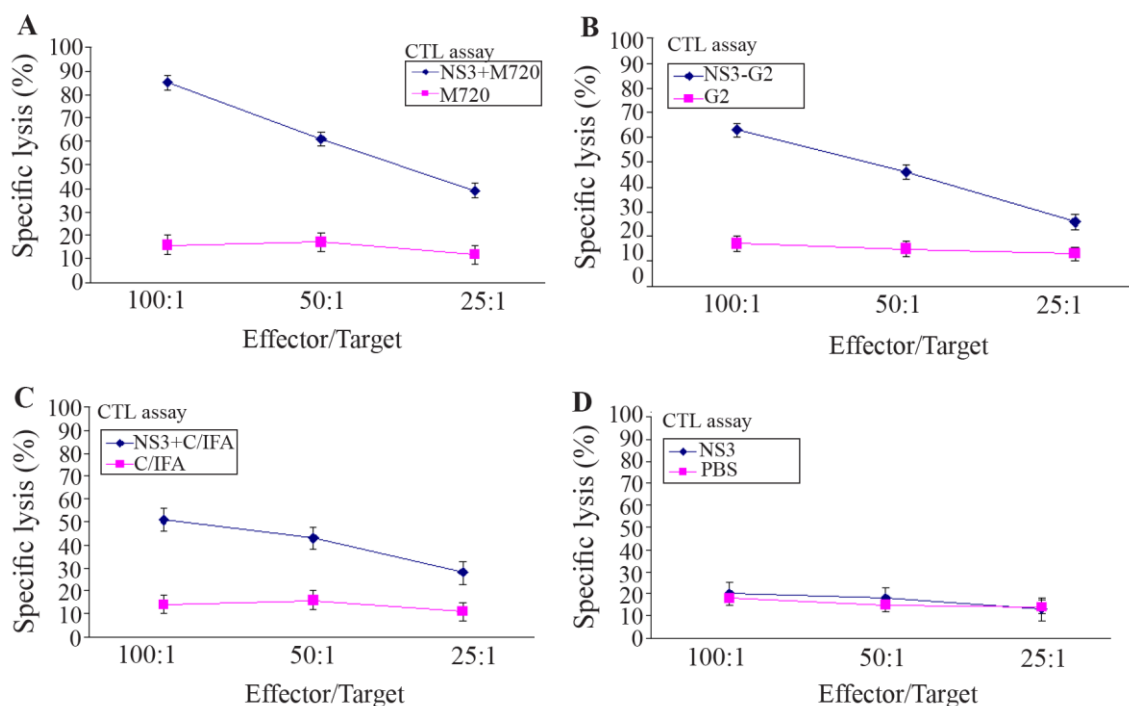 A
CTL assay
NS3+M720
M720
Specific lysis (%)
100
90
80
70
60
50
40
30
20
10
0
100:1 50:1 25:1
Effector/Target
B
CTL assay
NS3-G2
G2
Specific lysis (%)
100
90
80
70
60
50
40
30
20
10
0
100:1 50:1 25:1
Effector/Target
C
CTL assay
NS3+C/IFA
C/IFA
Specific lysis (%)
100
90
80
70
60
50
40
30
20
10
0
100:1 50:1 25:1
Effector/Target
D
CTL assay
NS3
PBS
Specific lysis (%)
100
90
80
70
60
50
40
30
20
10
0
100:1 50:1 25:1
Effector/Target